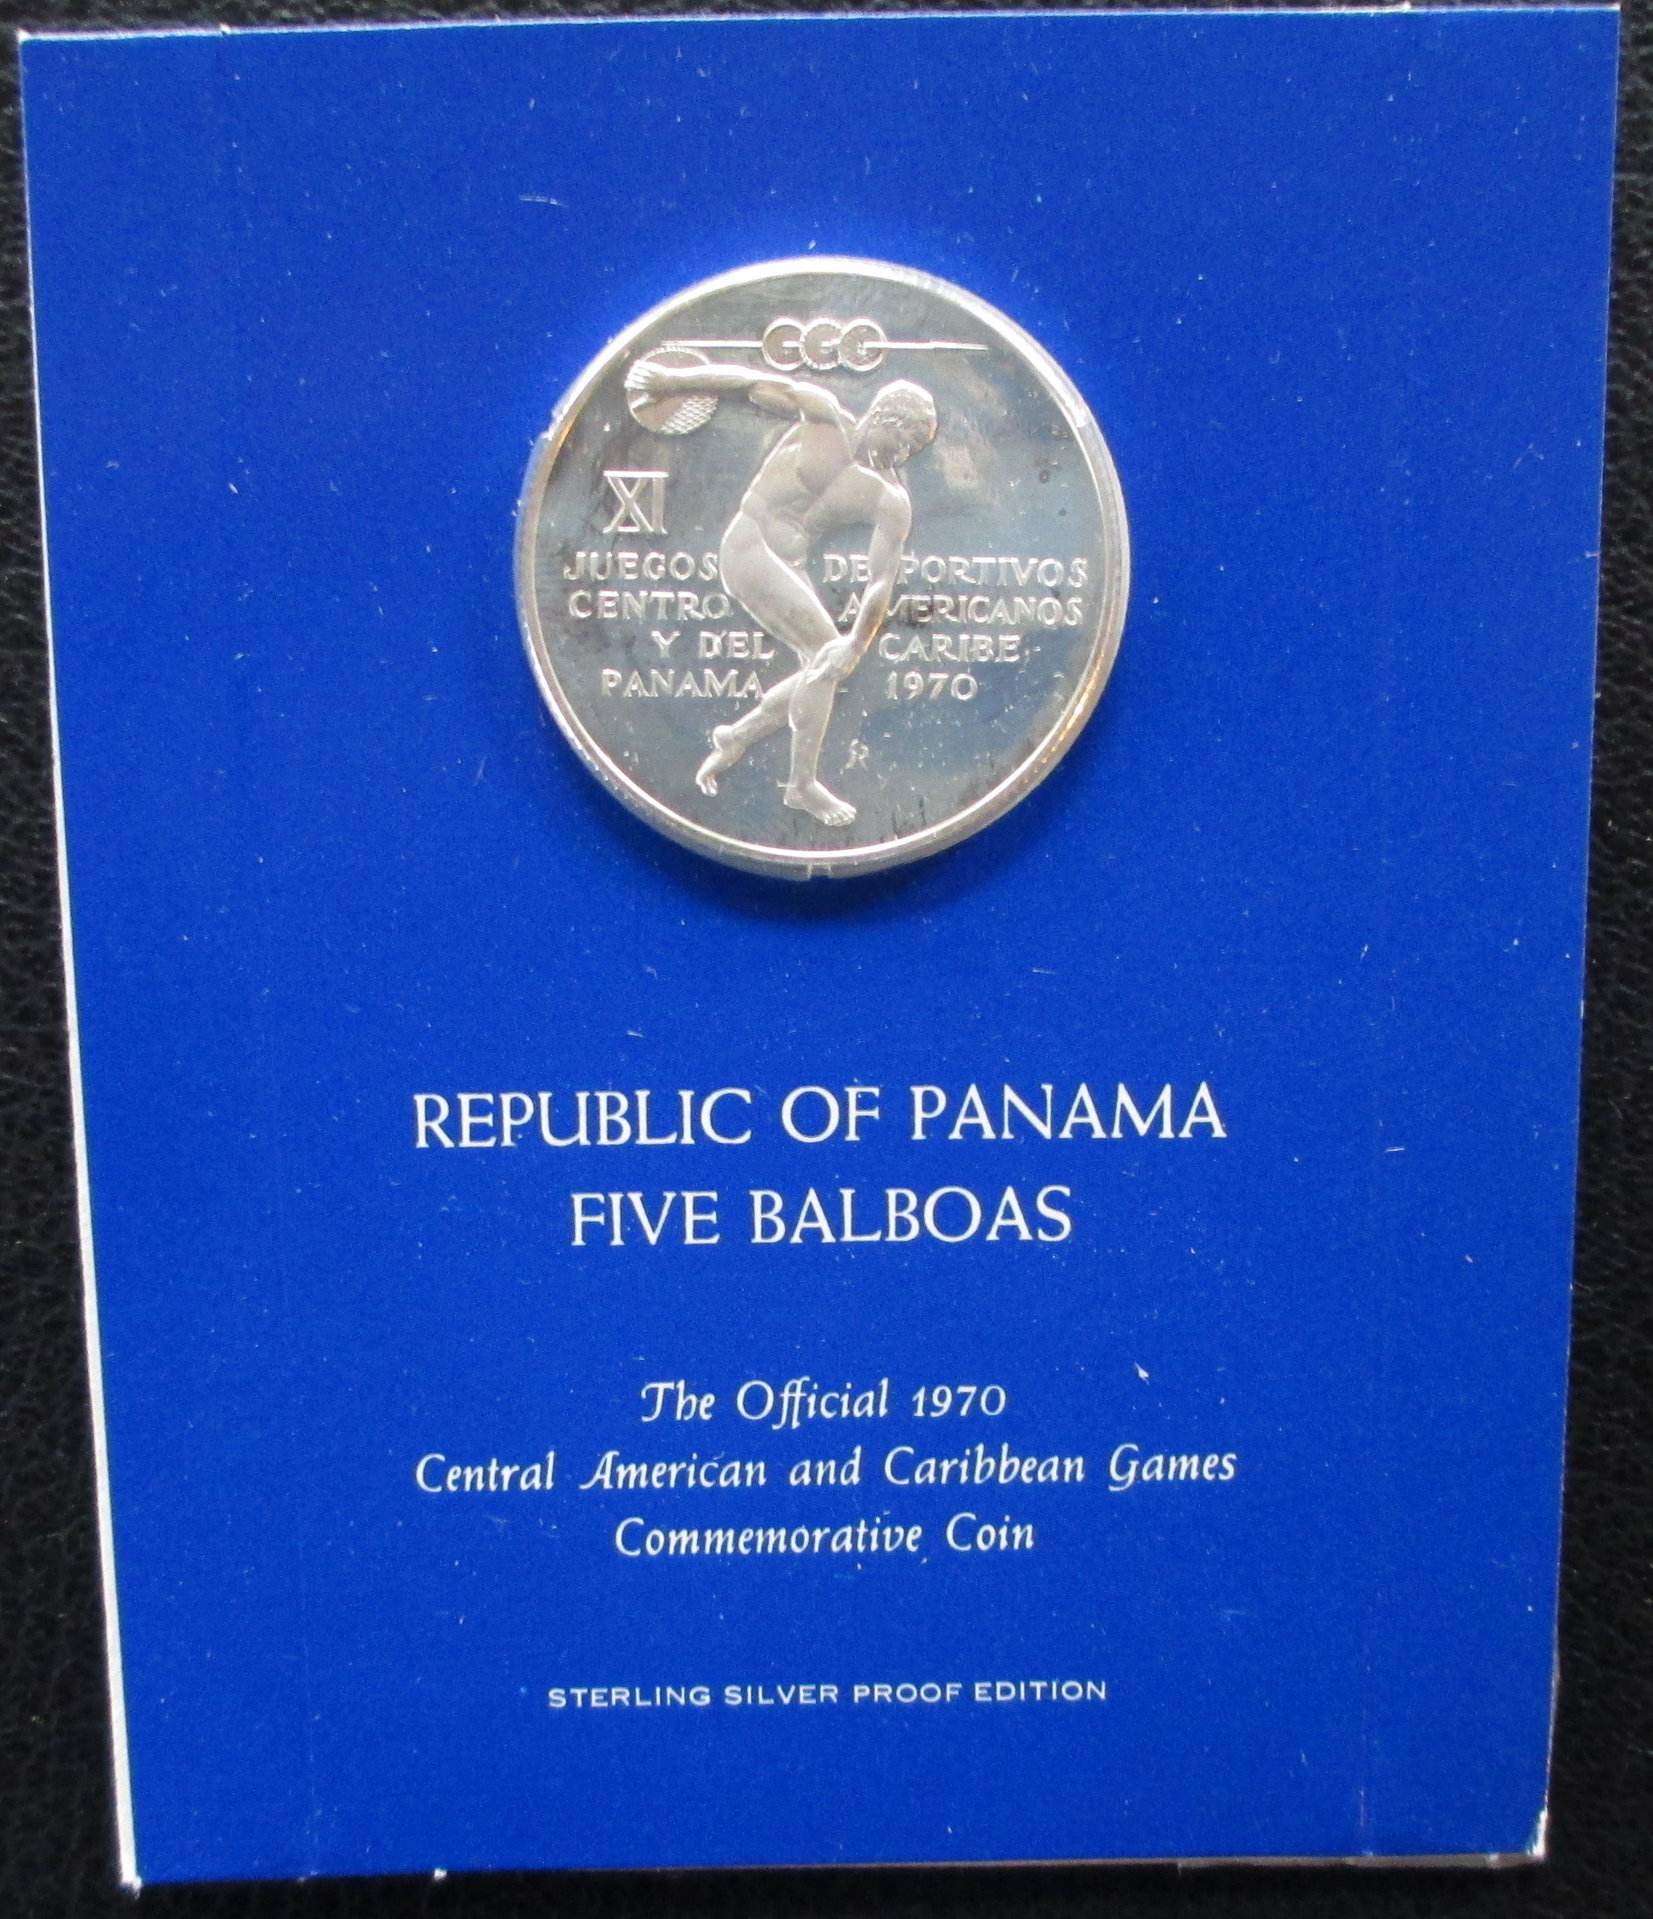 XI
JUEGOS DEPORTIVOS
CENTRO AMERICANOS
Y DEL CARIBE
PANAMA 1970
REPUBLIC OF PANAMA
FIVE BALBOAS
The Official 1970
Central American and Caribbean Games
Commemorative Coin
STERLING SILVER PROOF EDITION